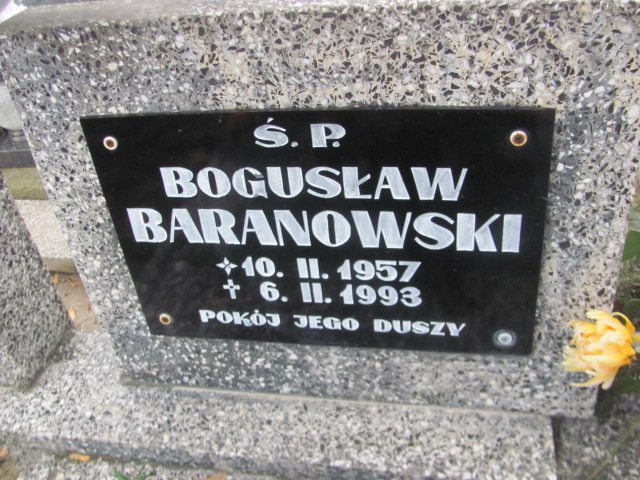 Ś. P.
BOGUSŁAW
BARANOWSKI
✧ 10. II. 1957
✝ 6. II. 1993
POKÓJ JEGO DUSZY